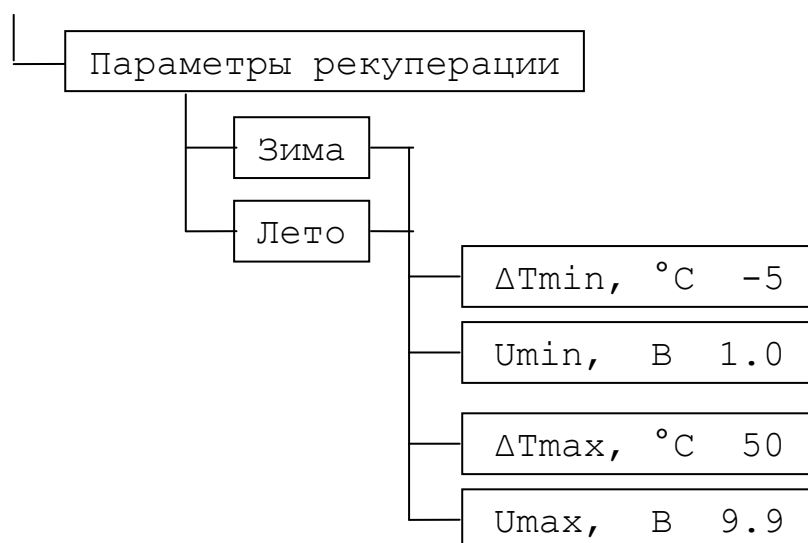 Параметры рекуперации
Зима
Лето
ΔTmin, °C -5
Umin, В 1.0
ΔTmax, °C 50
Umax, В 9.9